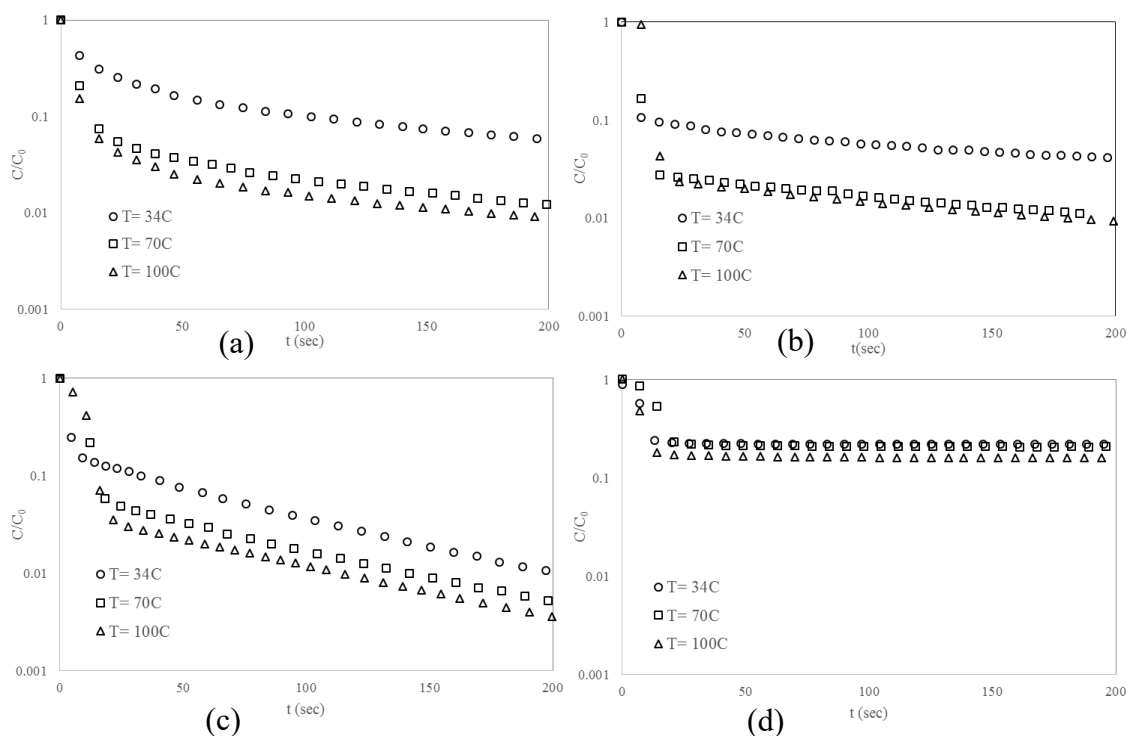 1
0.1
0.01
0.001
C/C0
0
50
100
150
200
t (sec)
T= 34C
T= 70C
T= 100C
(a)
1
0.1
0.01
0.001
C/C0
0
50
100
150
200
t(sec)
T= 34C
T= 70C
T= 100C
(b)
1
0.1
0.01
0.001
C/C0
0
50
100
150
200
t (sec)
T= 34C
T= 70C
T= 100C
(c)
1
0.1
0.01
0.001
C/C0
0
50
100
150
200
t (sec)
T= 34C
T= 70C
T= 100C
(d)